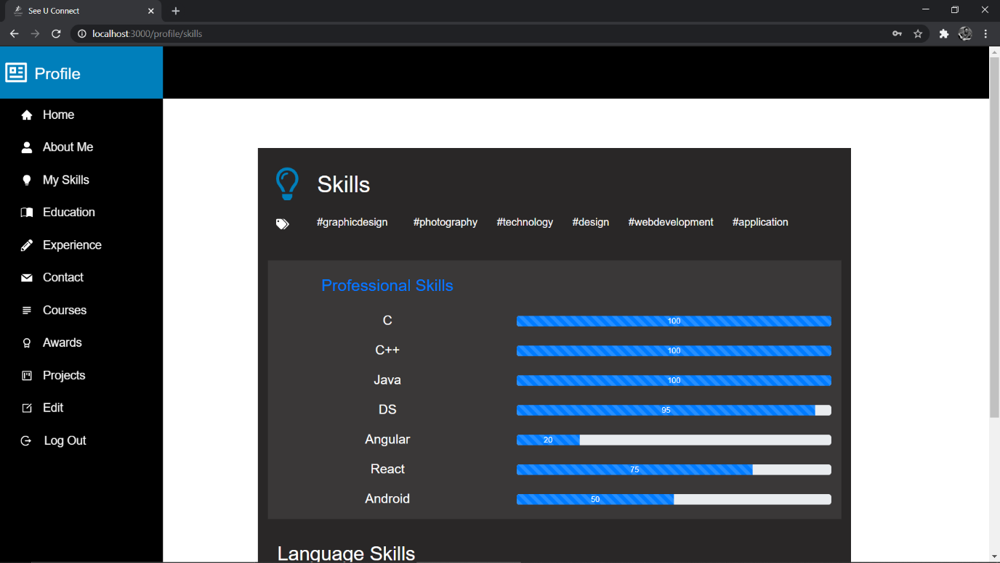 See U Connect
localhost:3000/profile/skills
Profile
Home
About Me
My Skills
Education
Experience
Contact
Courses
Awards
Projects
Edit
Log Out
Skills
#graphicdesign #photography #technology #design #webdevelopment #application
Professional Skills
C 100
C++ 100
Java 100
DS 95
Angular 20
React 75
Android 50
Language Skills